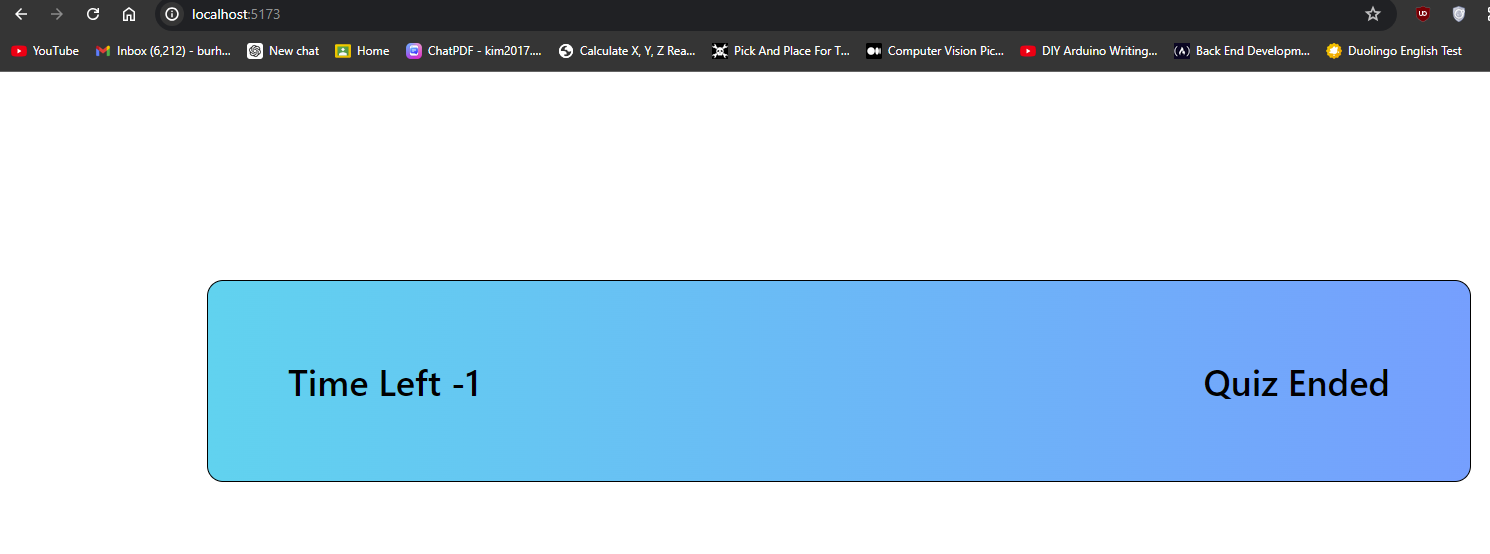 localhost:5173
YouTube Inbox (6,212) - burh... New chat Home ChatPDF - kim2017.... Calculate X, Y, Z Rea... Pick And Place For T... Computer Vision Pic... DIY Arduino Writing... Back End Developm... Duolingo English Test
Time Left -1 Quiz Ended